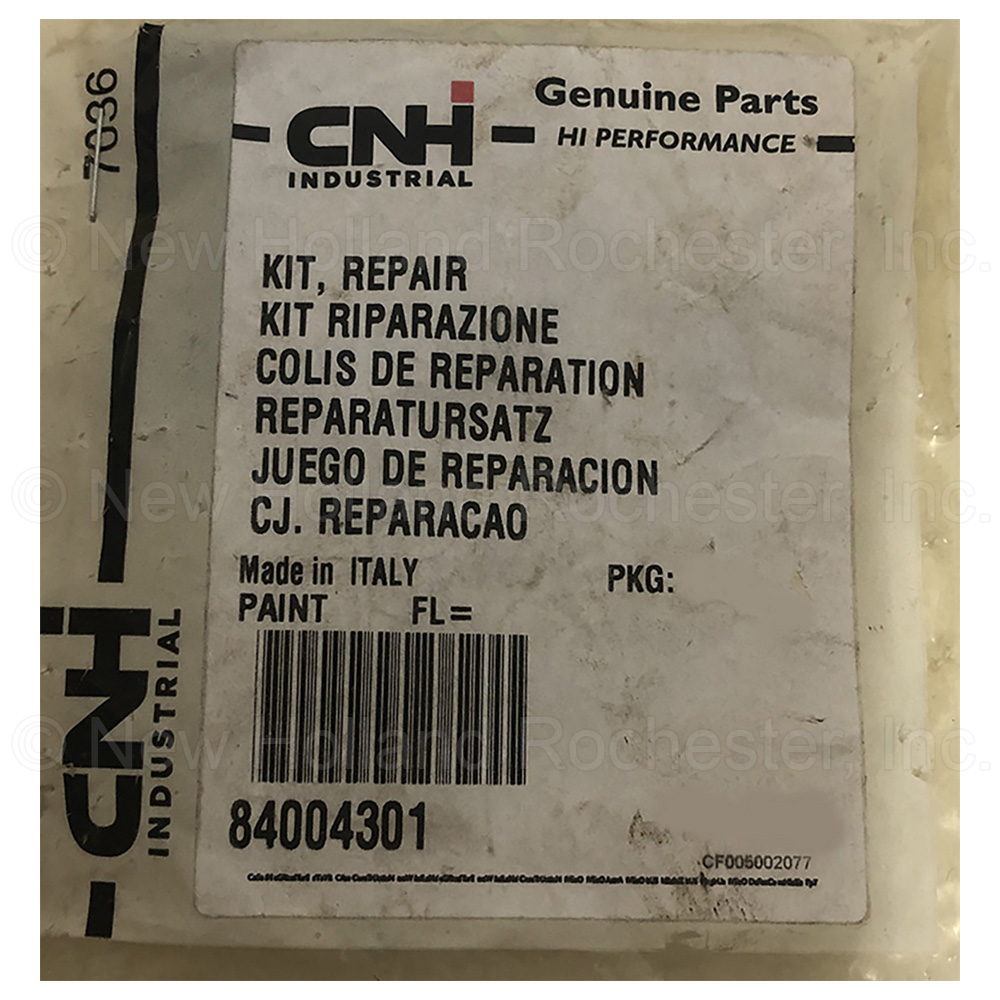 7036
CNH
INDUSTRIAL
Genuine Parts
HI PERFORMANCE
© New Holland Rochester, Inc.
KIT, REPAIR
KIT RIPARAZIONE
COLIS DE REPARATION
REPARATURSATZ
© New Holland Rochester, Inc.
JUEGO DE REPARACION
CJ. REPARACAO
Made in ITALY PKG:
PAINT FL=
CNH
INDUSTRIAL
© New Holland Rochester, Inc.
84004301
CF005002077